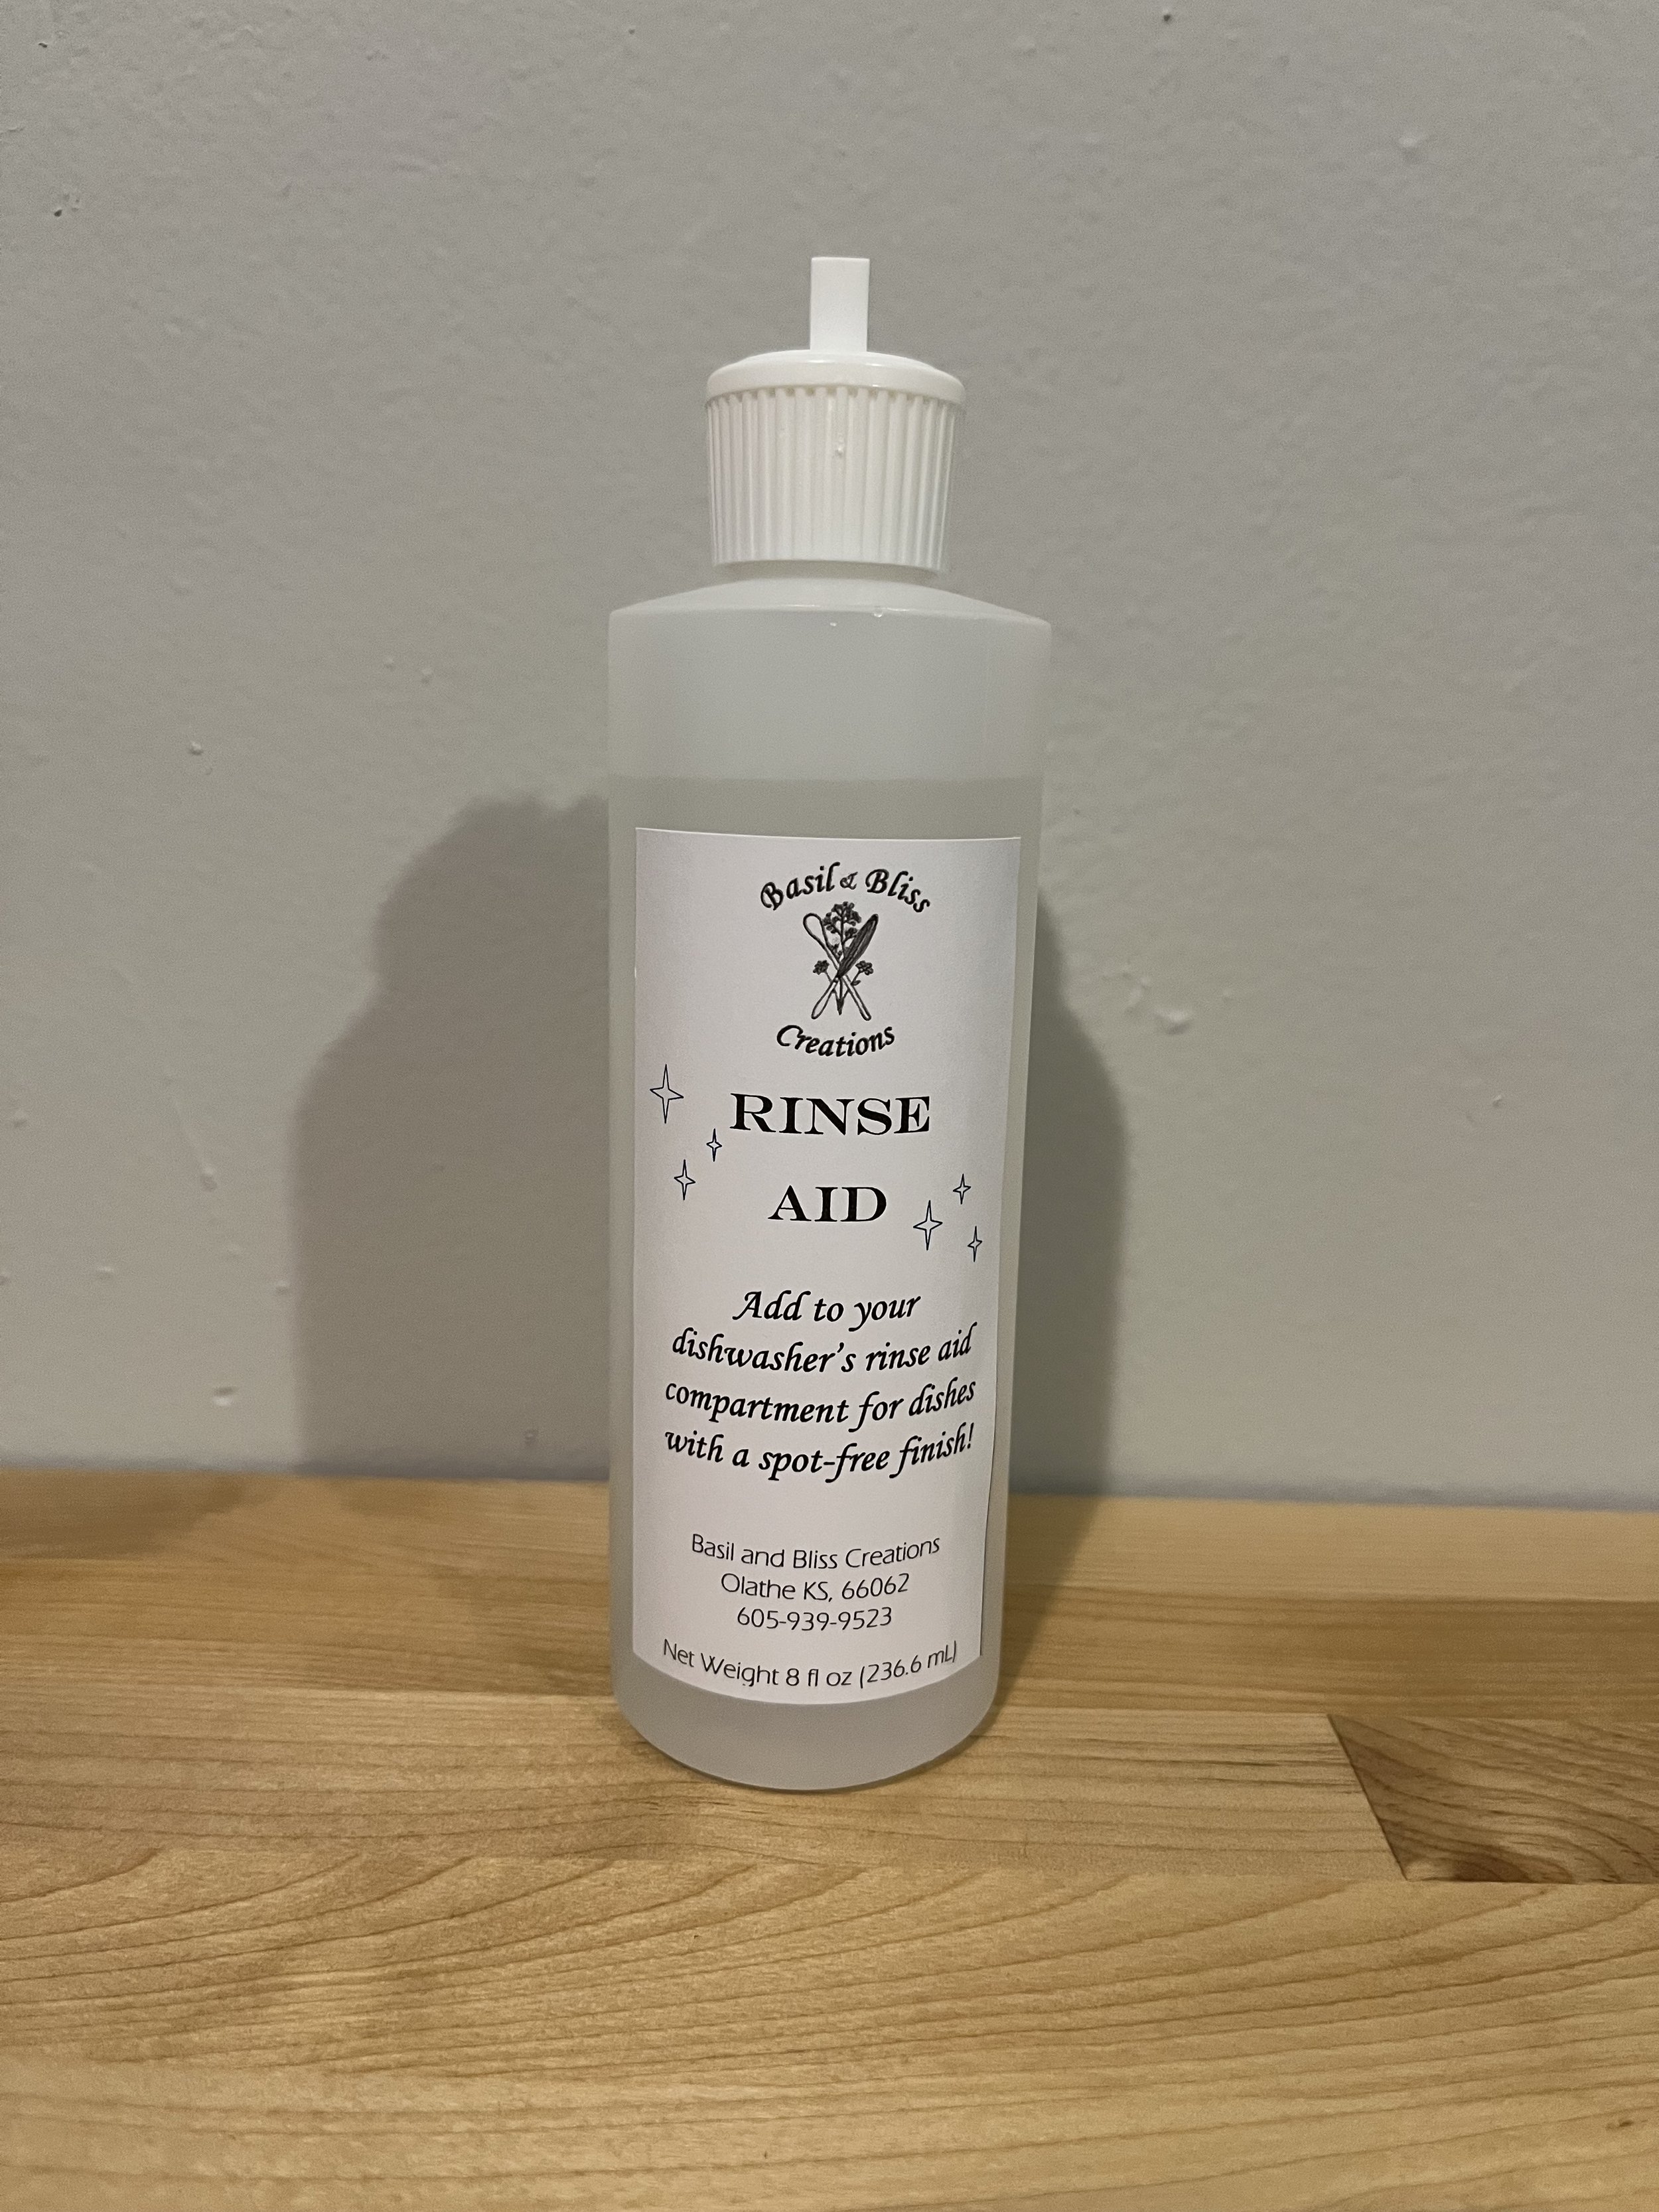 Basil & Bliss
Creations
RINSE
AID
Add to your
dishwasher's rinse aid
compartment for dishes
with a spot-free finish!
Basil and Bliss Creations
Olathe KS, 66062
605-939-9523
Net Weight 8 fl oz (236.6 mL)